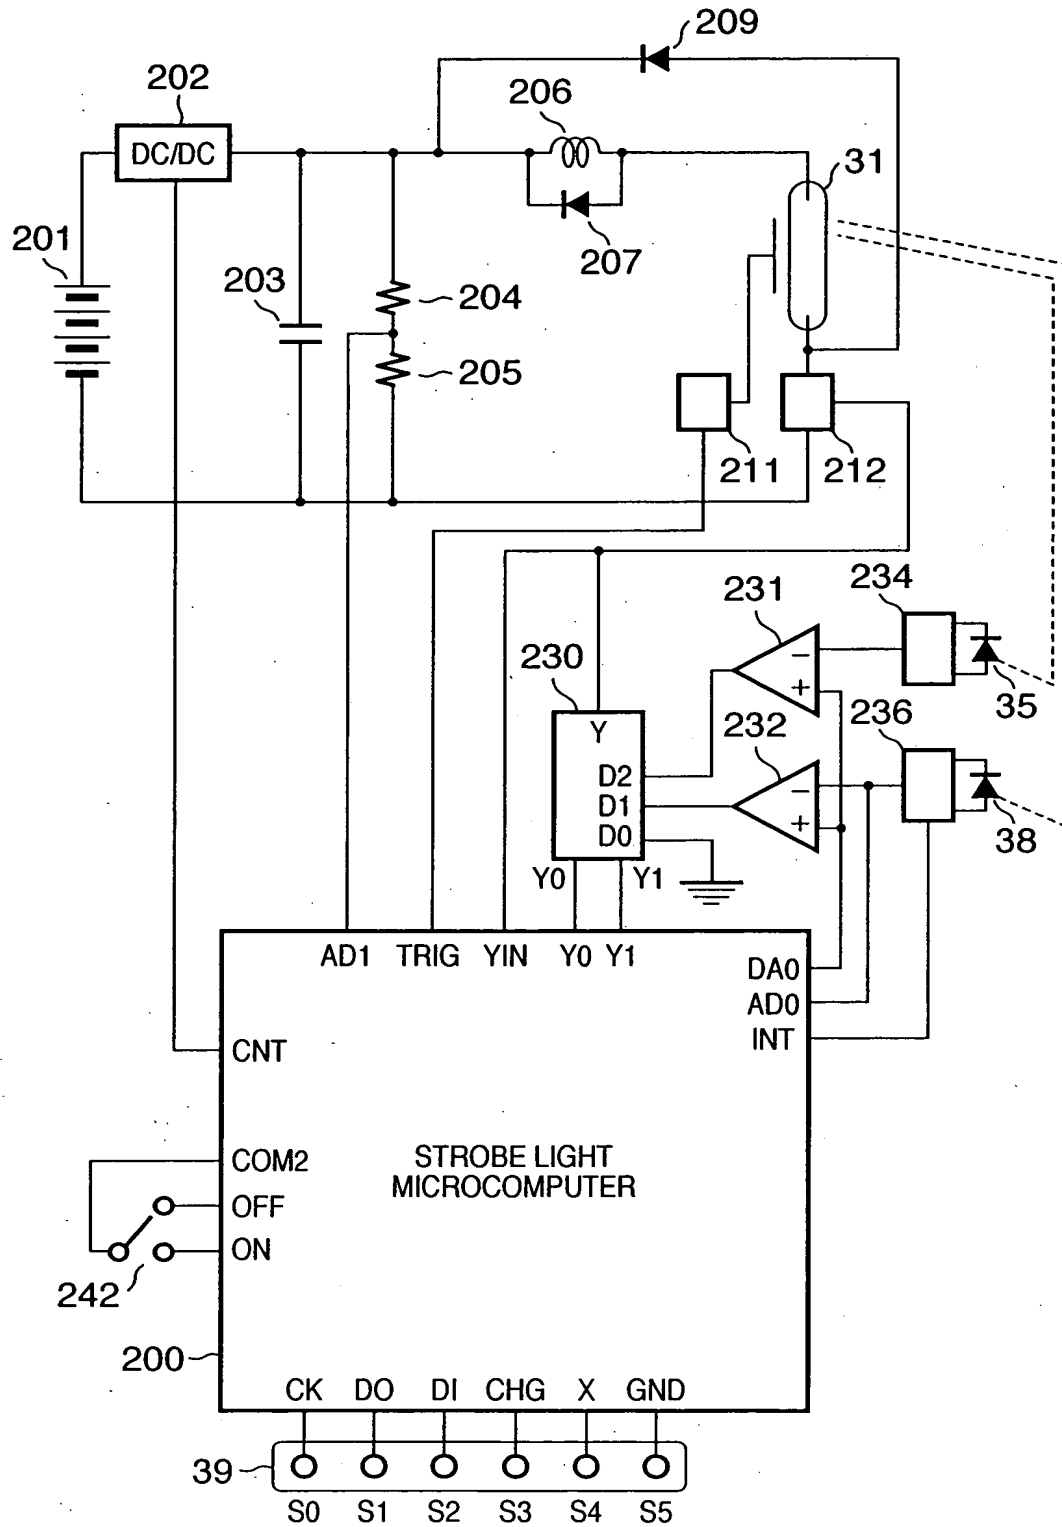 209
202
206
DC/DC
31
201
207
203
204
205
211
212
231
234
230
35
232
236
Y
D2
D1
D0
38
Y0
Y1
AD1
TRIG
YIN
Y0
Y1
DA0
AD0
INT
CNT
COM2
STROBE LIGHT
MICROCOMPUTER
OFF
ON
242
200
CK
DO
DI
CHG
X
GND
39
S0
S1
S2
S3
S4
S5